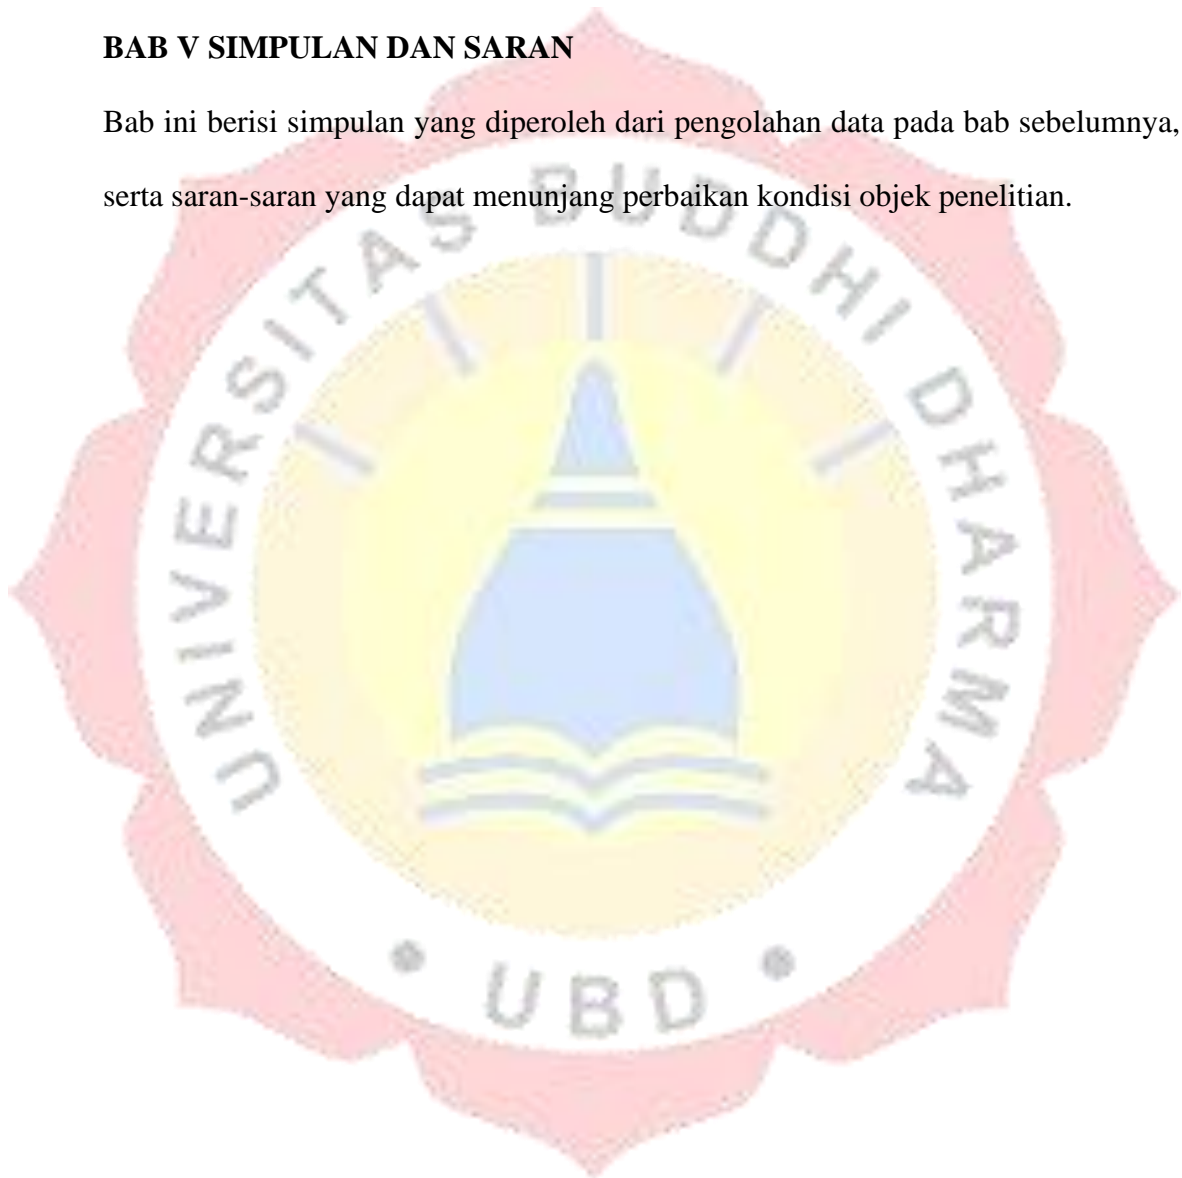 BAB V SIMPULAN DAN SARAN
Bab ini berisi simpulan yang diperoleh dari pengolahan data pada bab sebelumnya,
serta saran-saran yang dapat menunjang perbaikan kondisi objek penelitian.
UNIVERSITAS BUDDHI DHARMA
• UBD •